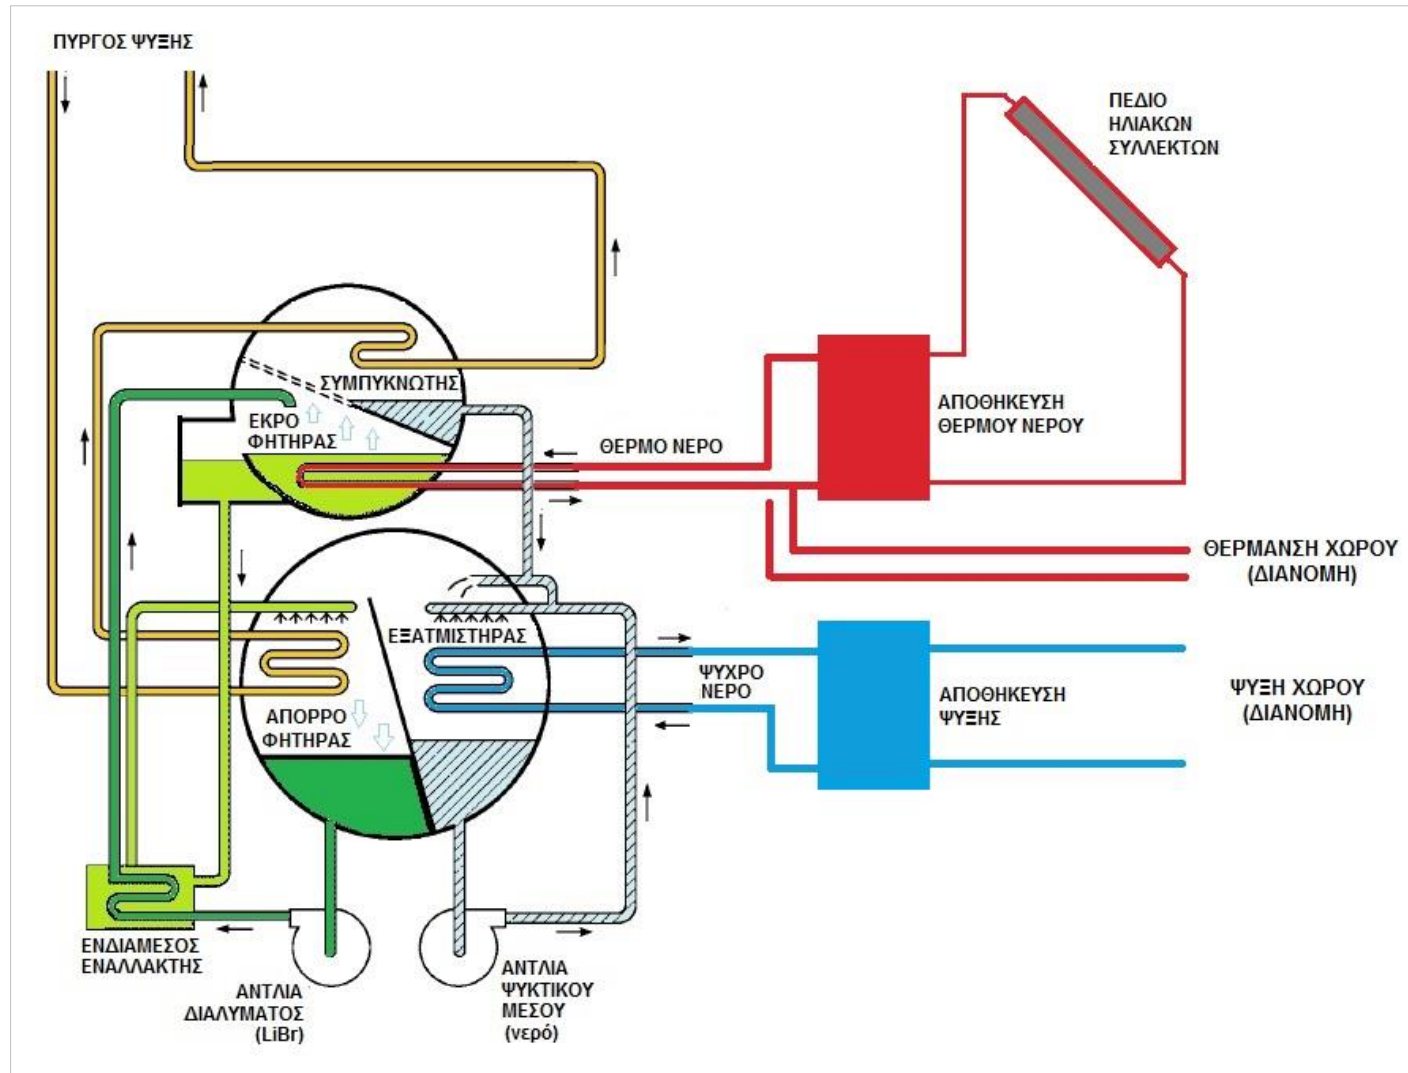 ΠΥΡΓΟΣ ΨΥΞΗΣ
ΠΕΔΙΟ
ΗΛΙΑΚΩΝ
ΣΥΛΛΕΚΤΩΝ
ΣΥΜΠΥΚΝΩΤΗΣ
ΕΚΡΟ
ΦΗΤΗΡΑΣ
ΘΕΡΜΟ ΝΕΡΟ
ΑΠΟΘΗΚΕΥΣΗ
ΘΕΡΜΟΥ ΝΕΡΟΥ
ΘΕΡΜΑΝΣΗ ΧΩΡΟΥ
(ΔΙΑΝΟΜΗ)
ΕΞΑΤΜΙΣΤΗΡΑΣ
ΨΥΧΡΟ
ΝΕΡΟ
ΑΠΟΘΗΚΕΥΣΗ
ΨΥΞΗΣ
ΨΥΞΗ ΧΩΡΟΥ
(ΔΙΑΝΟΜΗ)
ΑΠΟΡΡΟ
ΦΗΤΗΡΑΣ
ΕΝΔΙΑΜΕΣΟΣ
ΕΝΑΛΛΑΚΤΗΣ
ΑΝΤΛΙΑ
ΔΙΑΛΥΜΑΤΟΣ
(LiBr)
ΑΝΤΛΙΑ
ΨΥΚΤΙΚΟΥ
ΜΕΣΟΥ
(νερό)